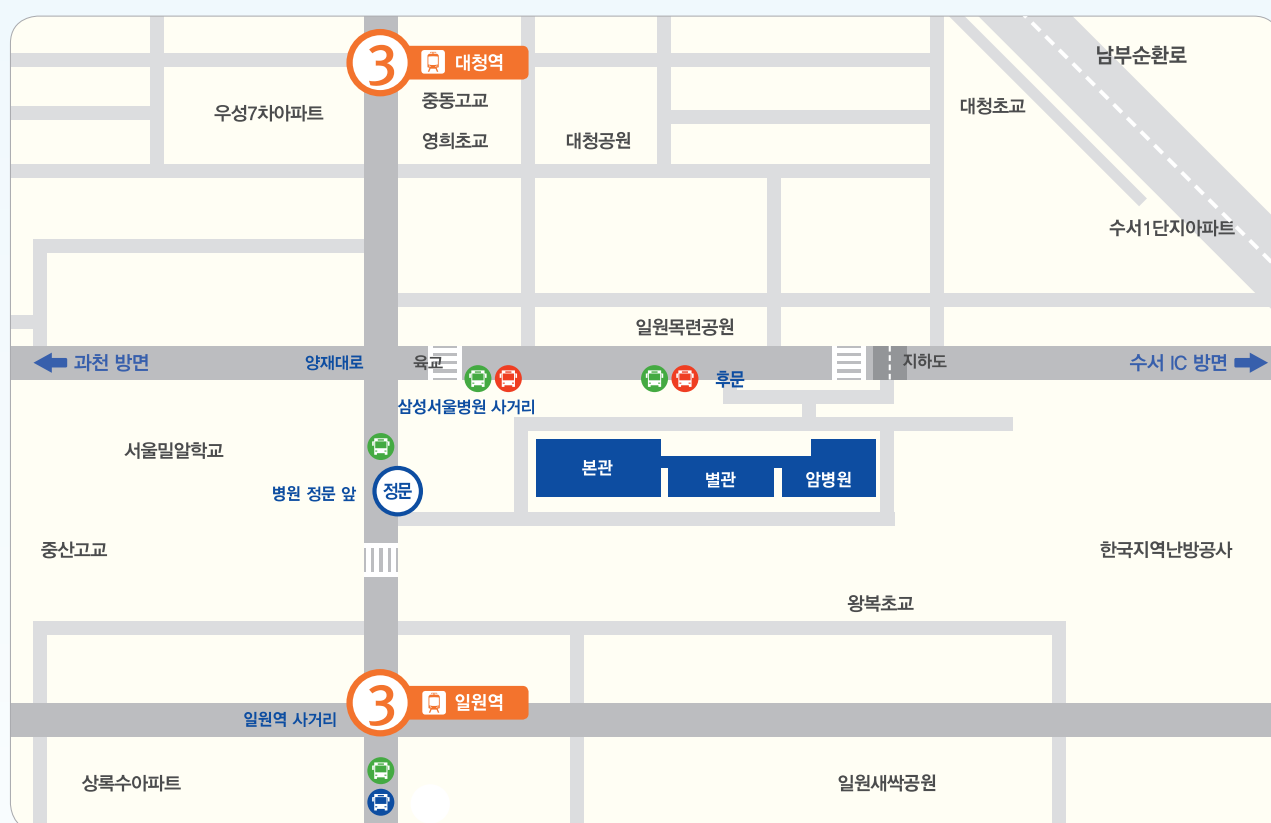 남부순환로
3 대청역
중동고교
우성7차아파트
대청초교
영희초교
대청공원
수서1단지아파트
일원목련공원
과천 방면
양재대로
육교
지하도
수서 IC 방면
후문
삼성서울병원 사거리
서울밀알학교
본관
별관
암병원
병원 정문 앞
정문
중산고교
한국지역난방공사
왕복초교
3 일원역
일원역 사거리
상록수아파트
일원새싹공원